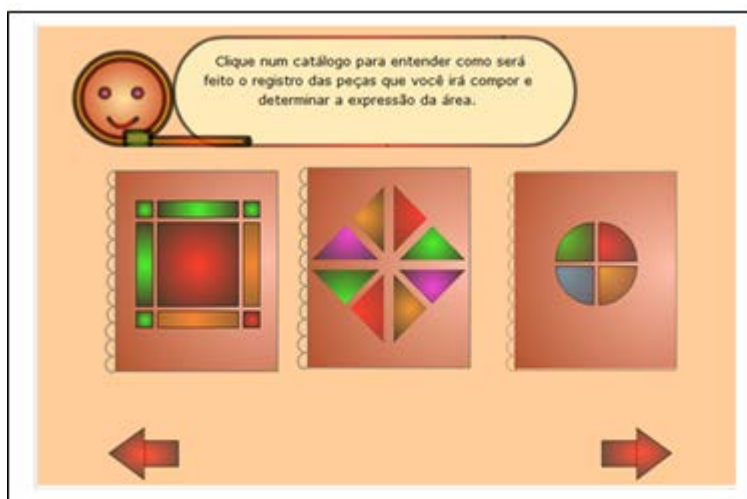 Clique num catálogo para entender como será
feito o registro das peças que você irá compor e
determinar a expressão da área.